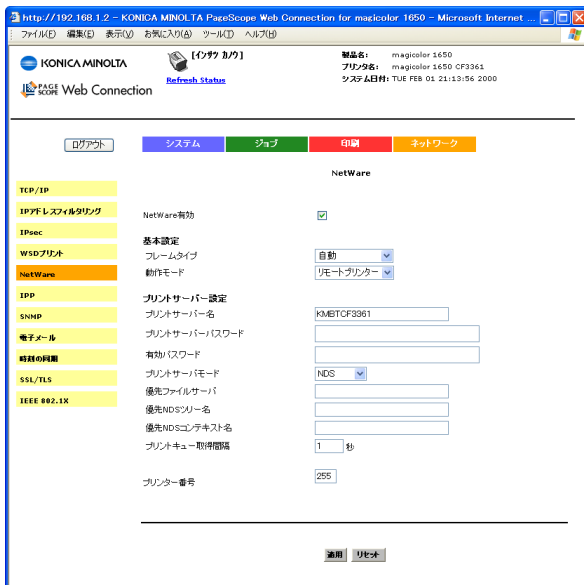 http://192.168.1.2 - KONICA MINOLTA PageScope Web Connection for magicolor 1650 - Microsoft Internet ...
ファイル(F) 編集(E) 表示(V) お気に入り(A) ツール(T) ヘルプ(H)
KONICA MINOLTA
PAGE SCOPE Web Connection
[インサツ カノウ]
Refresh Status
製品名: magicolor 1650
プリンタ名: magicolor 1650 CF3361
システム日付: TUE FEB 01 21:13:56 2000
ログアウト
システム ジョブ 印刷 ネットワーク
TCP/IP
IPアドレスフィルタリング
IPsec
WSDプリント
NetWare
IPP
SNMP
電子メール
時刻の同期
SSL/TLS
IEEE 802.1X
NetWare
NetWare有効
基本設定
フレームタイプ 自動
動作モード リモートプリンター
プリントサーバー設定
プリントサーバー名 KMBTCF3361
プリントサーバーパスワード
有効パスワード
プリントサーバモード NDS
優先ファイルサーバ
優先NDSツリー名
優先NDSコンテキスト名
プリントキュー取得間隔 1 秒
プリンター番号 255
適用 リセット